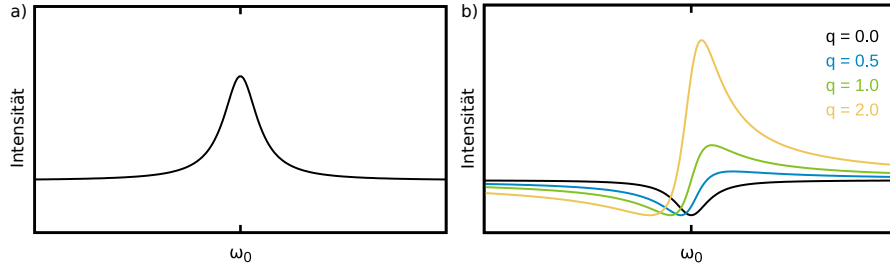 a)
Intensität
ω0
b)
Intensität
q = 0.0
q = 0.5
q = 1.0
q = 2.0
ω0